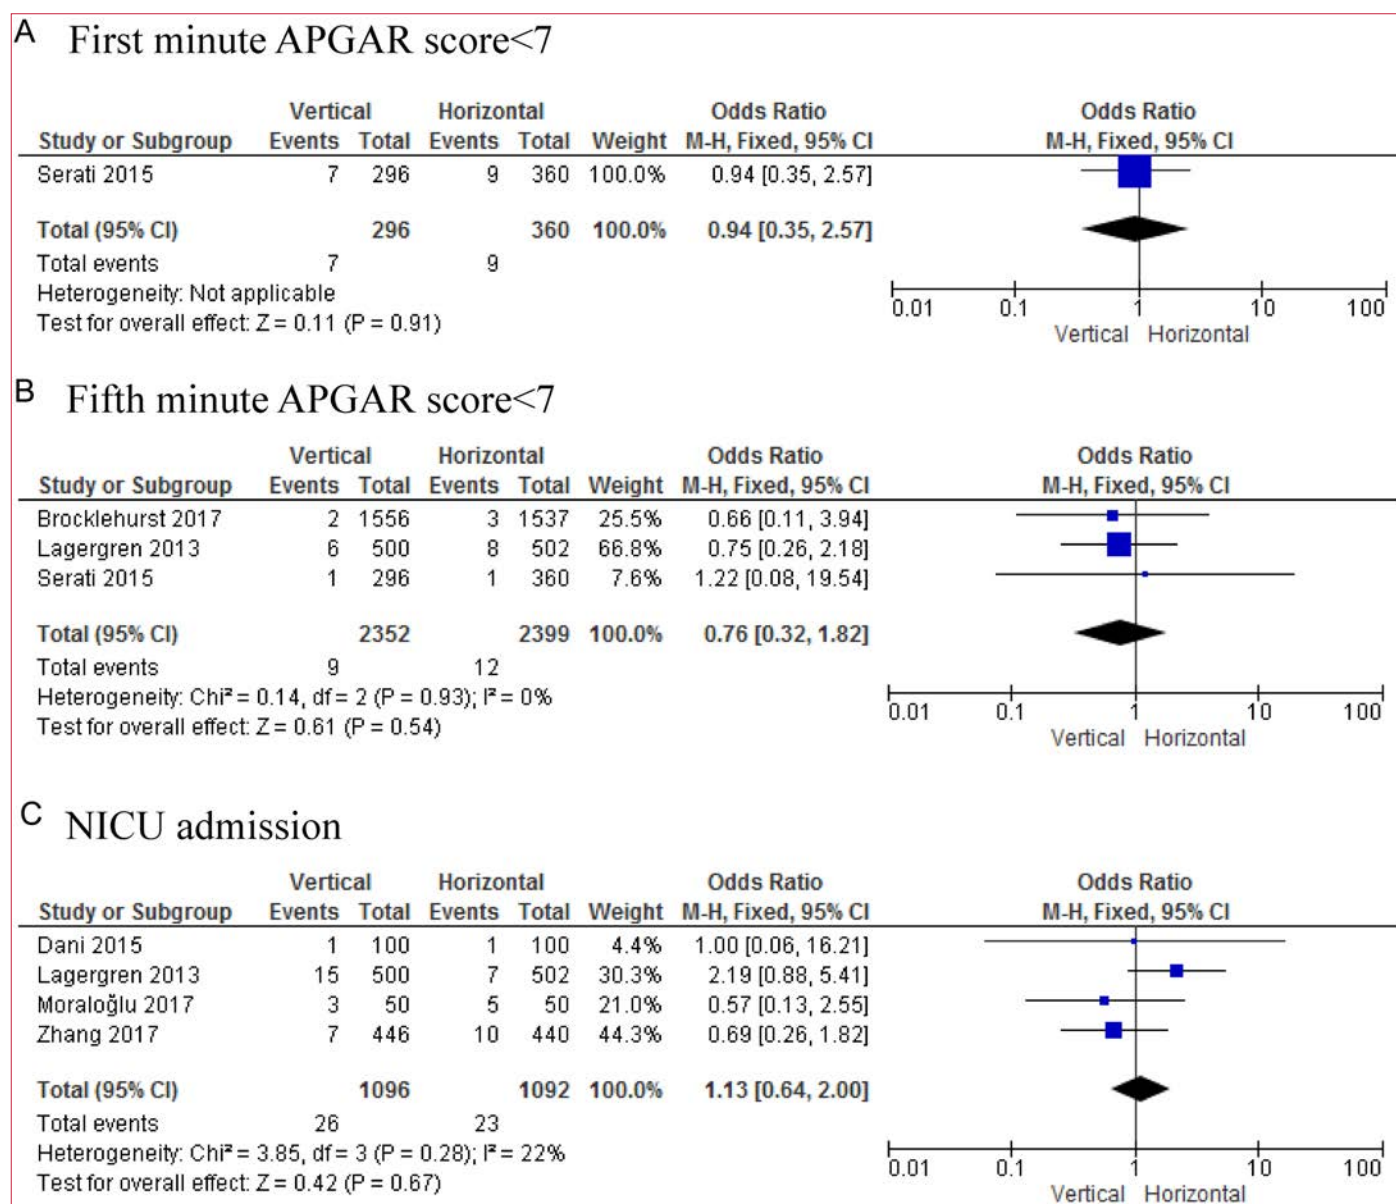 A First minute APGAR score<7
Vertical Horizontal Odds Ratio Odds Ratio
Study or Subgroup Events Total Events Total Weight M-H, Fixed, 95% CI M-H, Fixed, 95% CI
Serati 2015 7 296 9 360 100.0% 0.94 [0.35, 2.57]
Total (95% CI) 296 360 100.0% 0.94 [0.35, 2.57]
Total events 7 9
Heterogeneity: Not applicable
Test for overall effect: Z = 0.11 (P = 0.91)
0.01 0.1 1 10 100
Vertical Horizontal
B Fifth minute APGAR score<7
Vertical Horizontal Odds Ratio Odds Ratio
Study or Subgroup Events Total Events Total Weight M-H, Fixed, 95% CI M-H, Fixed, 95% CI
Brocklehurst 2017 2 1556 3 1537 25.5% 0.66 [0.11, 3.94]
Lagergren 2013 6 500 8 502 66.8% 0.75 [0.26, 2.18]
Serati 2015 1 296 1 360 7.6% 1.22 [0.08, 19.54]
Total (95% CI) 2352 2399 100.0% 0.76 [0.32, 1.82]
Total events 9 12
Heterogeneity: Chi² = 0.14, df = 2 (P = 0.93); I² = 0%
Test for overall effect: Z = 0.61 (P = 0.54)
0.01 0.1 1 10 100
Vertical Horizontal
C NICU admission
Vertical Horizontal Odds Ratio Odds Ratio
Study or Subgroup Events Total Events Total Weight M-H, Fixed, 95% CI M-H, Fixed, 95% CI
Dani 2015 1 100 1 100 4.4% 1.00 [0.06, 16.21]
Lagergren 2013 15 500 7 502 30.3% 2.19 [0.88, 5.41]
Moraloğlu 2017 3 50 5 50 21.0% 0.57 [0.13, 2.55]
Zhang 2017 7 446 10 440 44.3% 0.69 [0.26, 1.82]
Total (95% CI) 1096 1092 100.0% 1.13 [0.64, 2.00]
Total events 26 23
Heterogeneity: Chi² = 3.85, df = 3 (P = 0.28); I² = 22%
Test for overall effect: Z = 0.42 (P = 0.67)
0.01 0.1 1 10 100
Vertical Horizontal